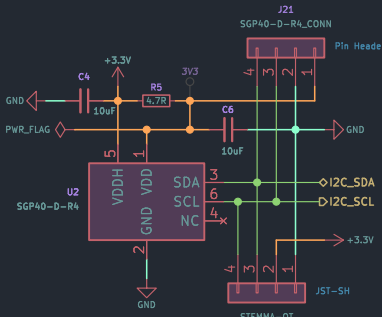 J21
SGP40-D-R4_CONN
Pin Heade
4
3
2
1
+3.3V
C4
R5
4.7R
3V3
GND
10uF
C6
PWR_FLAG
GND
10uF
5
1
VDDH
VDD
U2
SGP40-D-R4
SDA
3
I2C_SDA
SCL
6
I2C_SCL
NC
4
GND
2
+3.3V
4
3
2
1
JST-SH
GND
STEMMA_QT